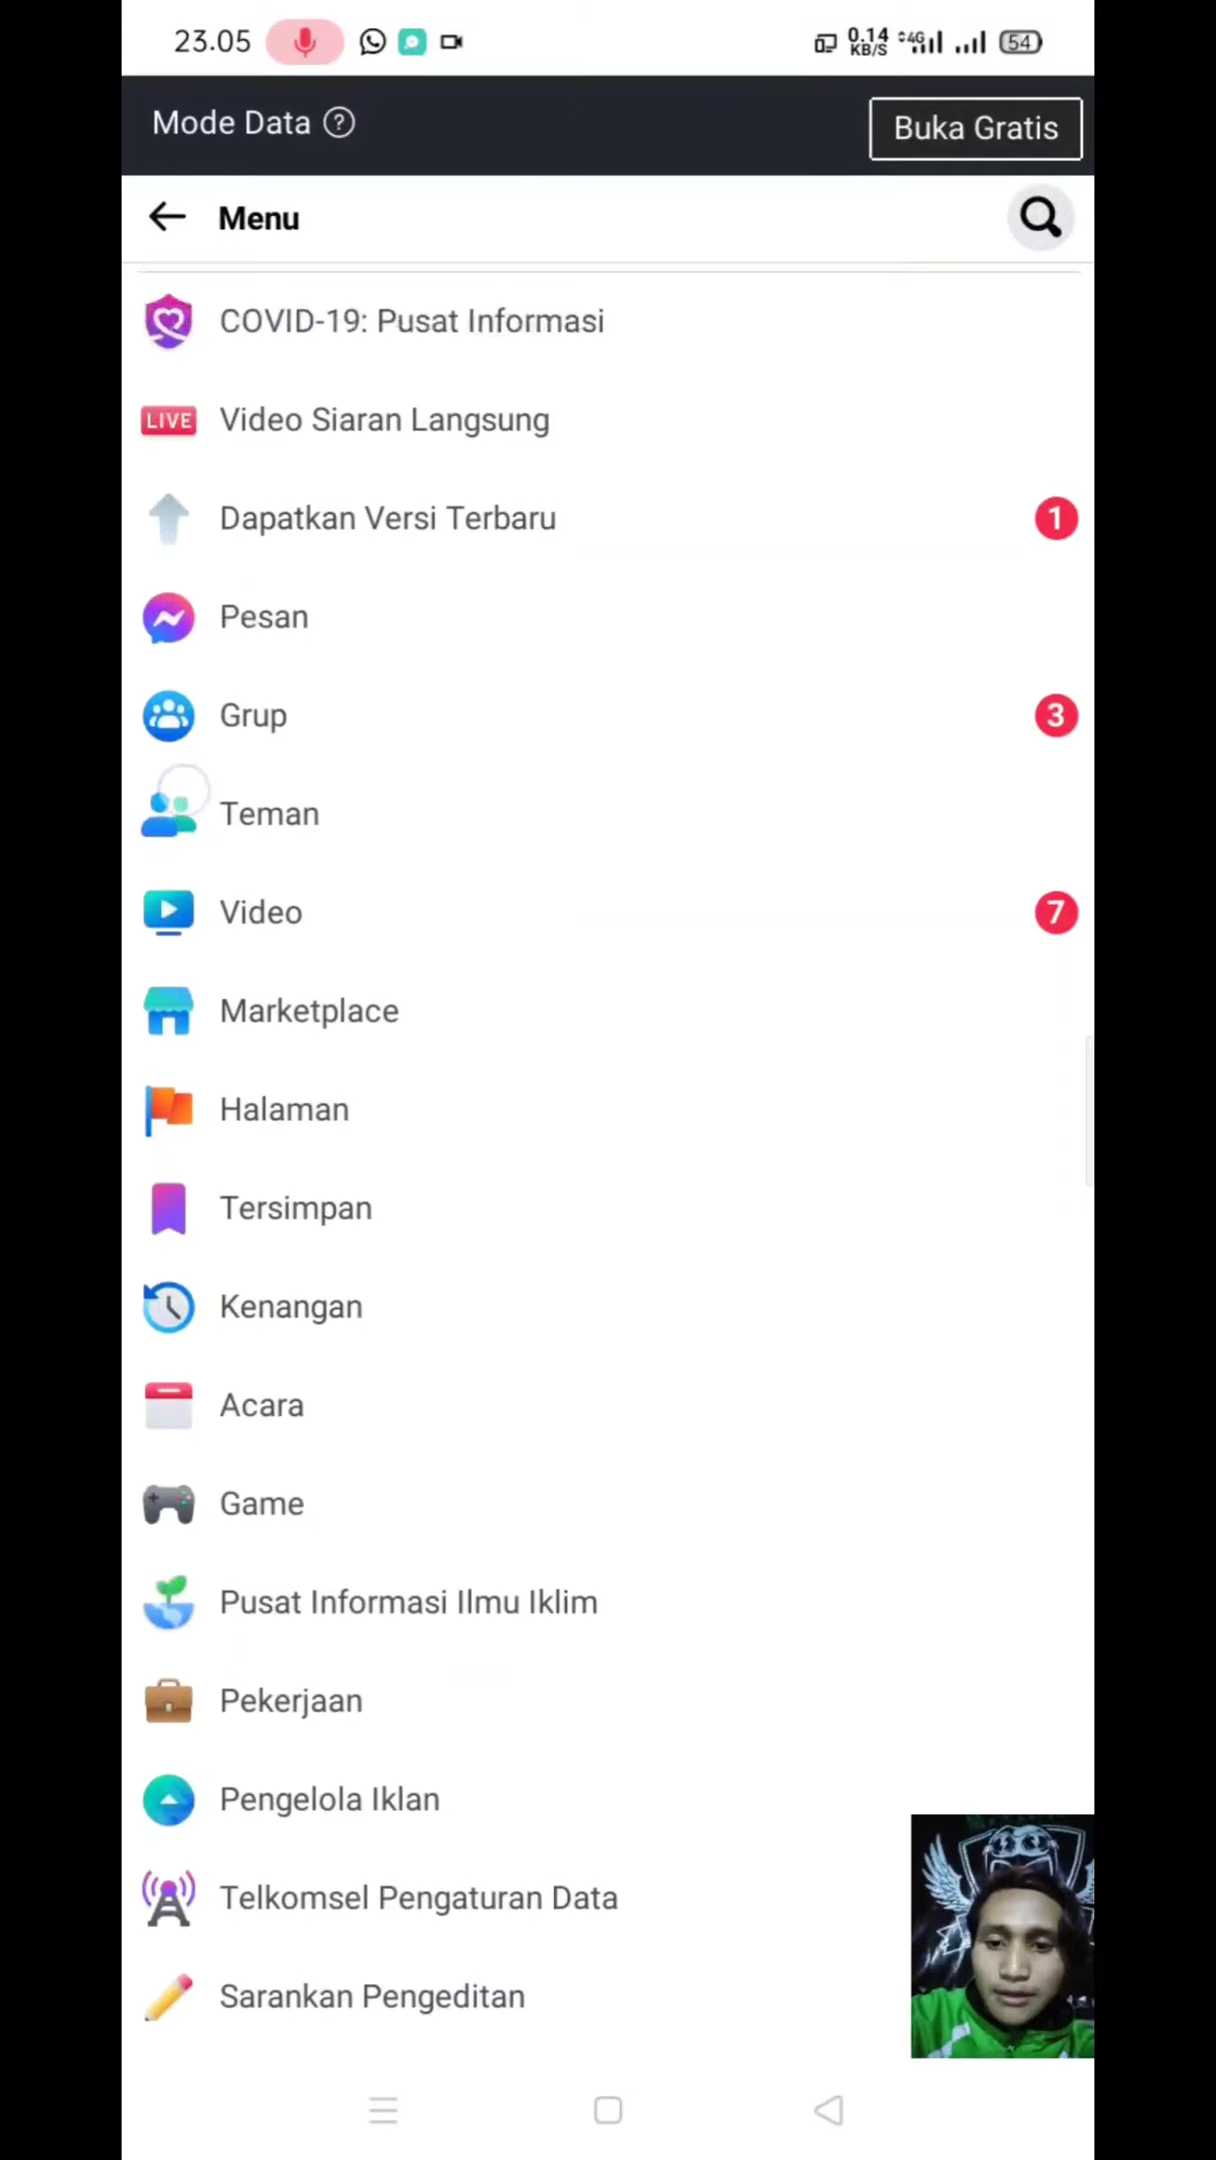 23.05
0.14 KB/S 4G 54
Mode Data ?
Buka Gratis
Menu
COVID-19: Pusat Informasi
LIVE Video Siaran Langsung
Dapatkan Versi Terbaru 1
Pesan
Grup 3
Teman
Video 7
Marketplace
Halaman
Tersimpan
Kenangan
Acara
Game
Pusat Informasi Ilmu Iklim
Pekerjaan
Pengelola Iklan
Telkomsel Pengaturan Data
Sarankan Pengeditan